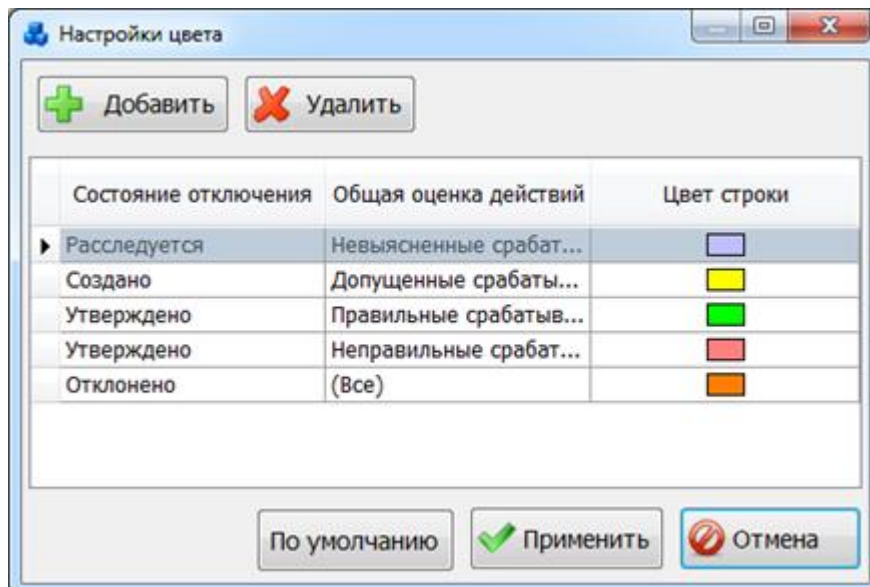 Настройки цвета
Добавить Удалить
Состояние отключения Общая оценка действий Цвет строки
Расследуется Невыясненные срабат...
Создано Допущенные срабаты...
Утверждено Правильные срабатыв...
Утверждено Неправильные срабат...
Отклонено (Все)
По умолчанию Применить Отмена